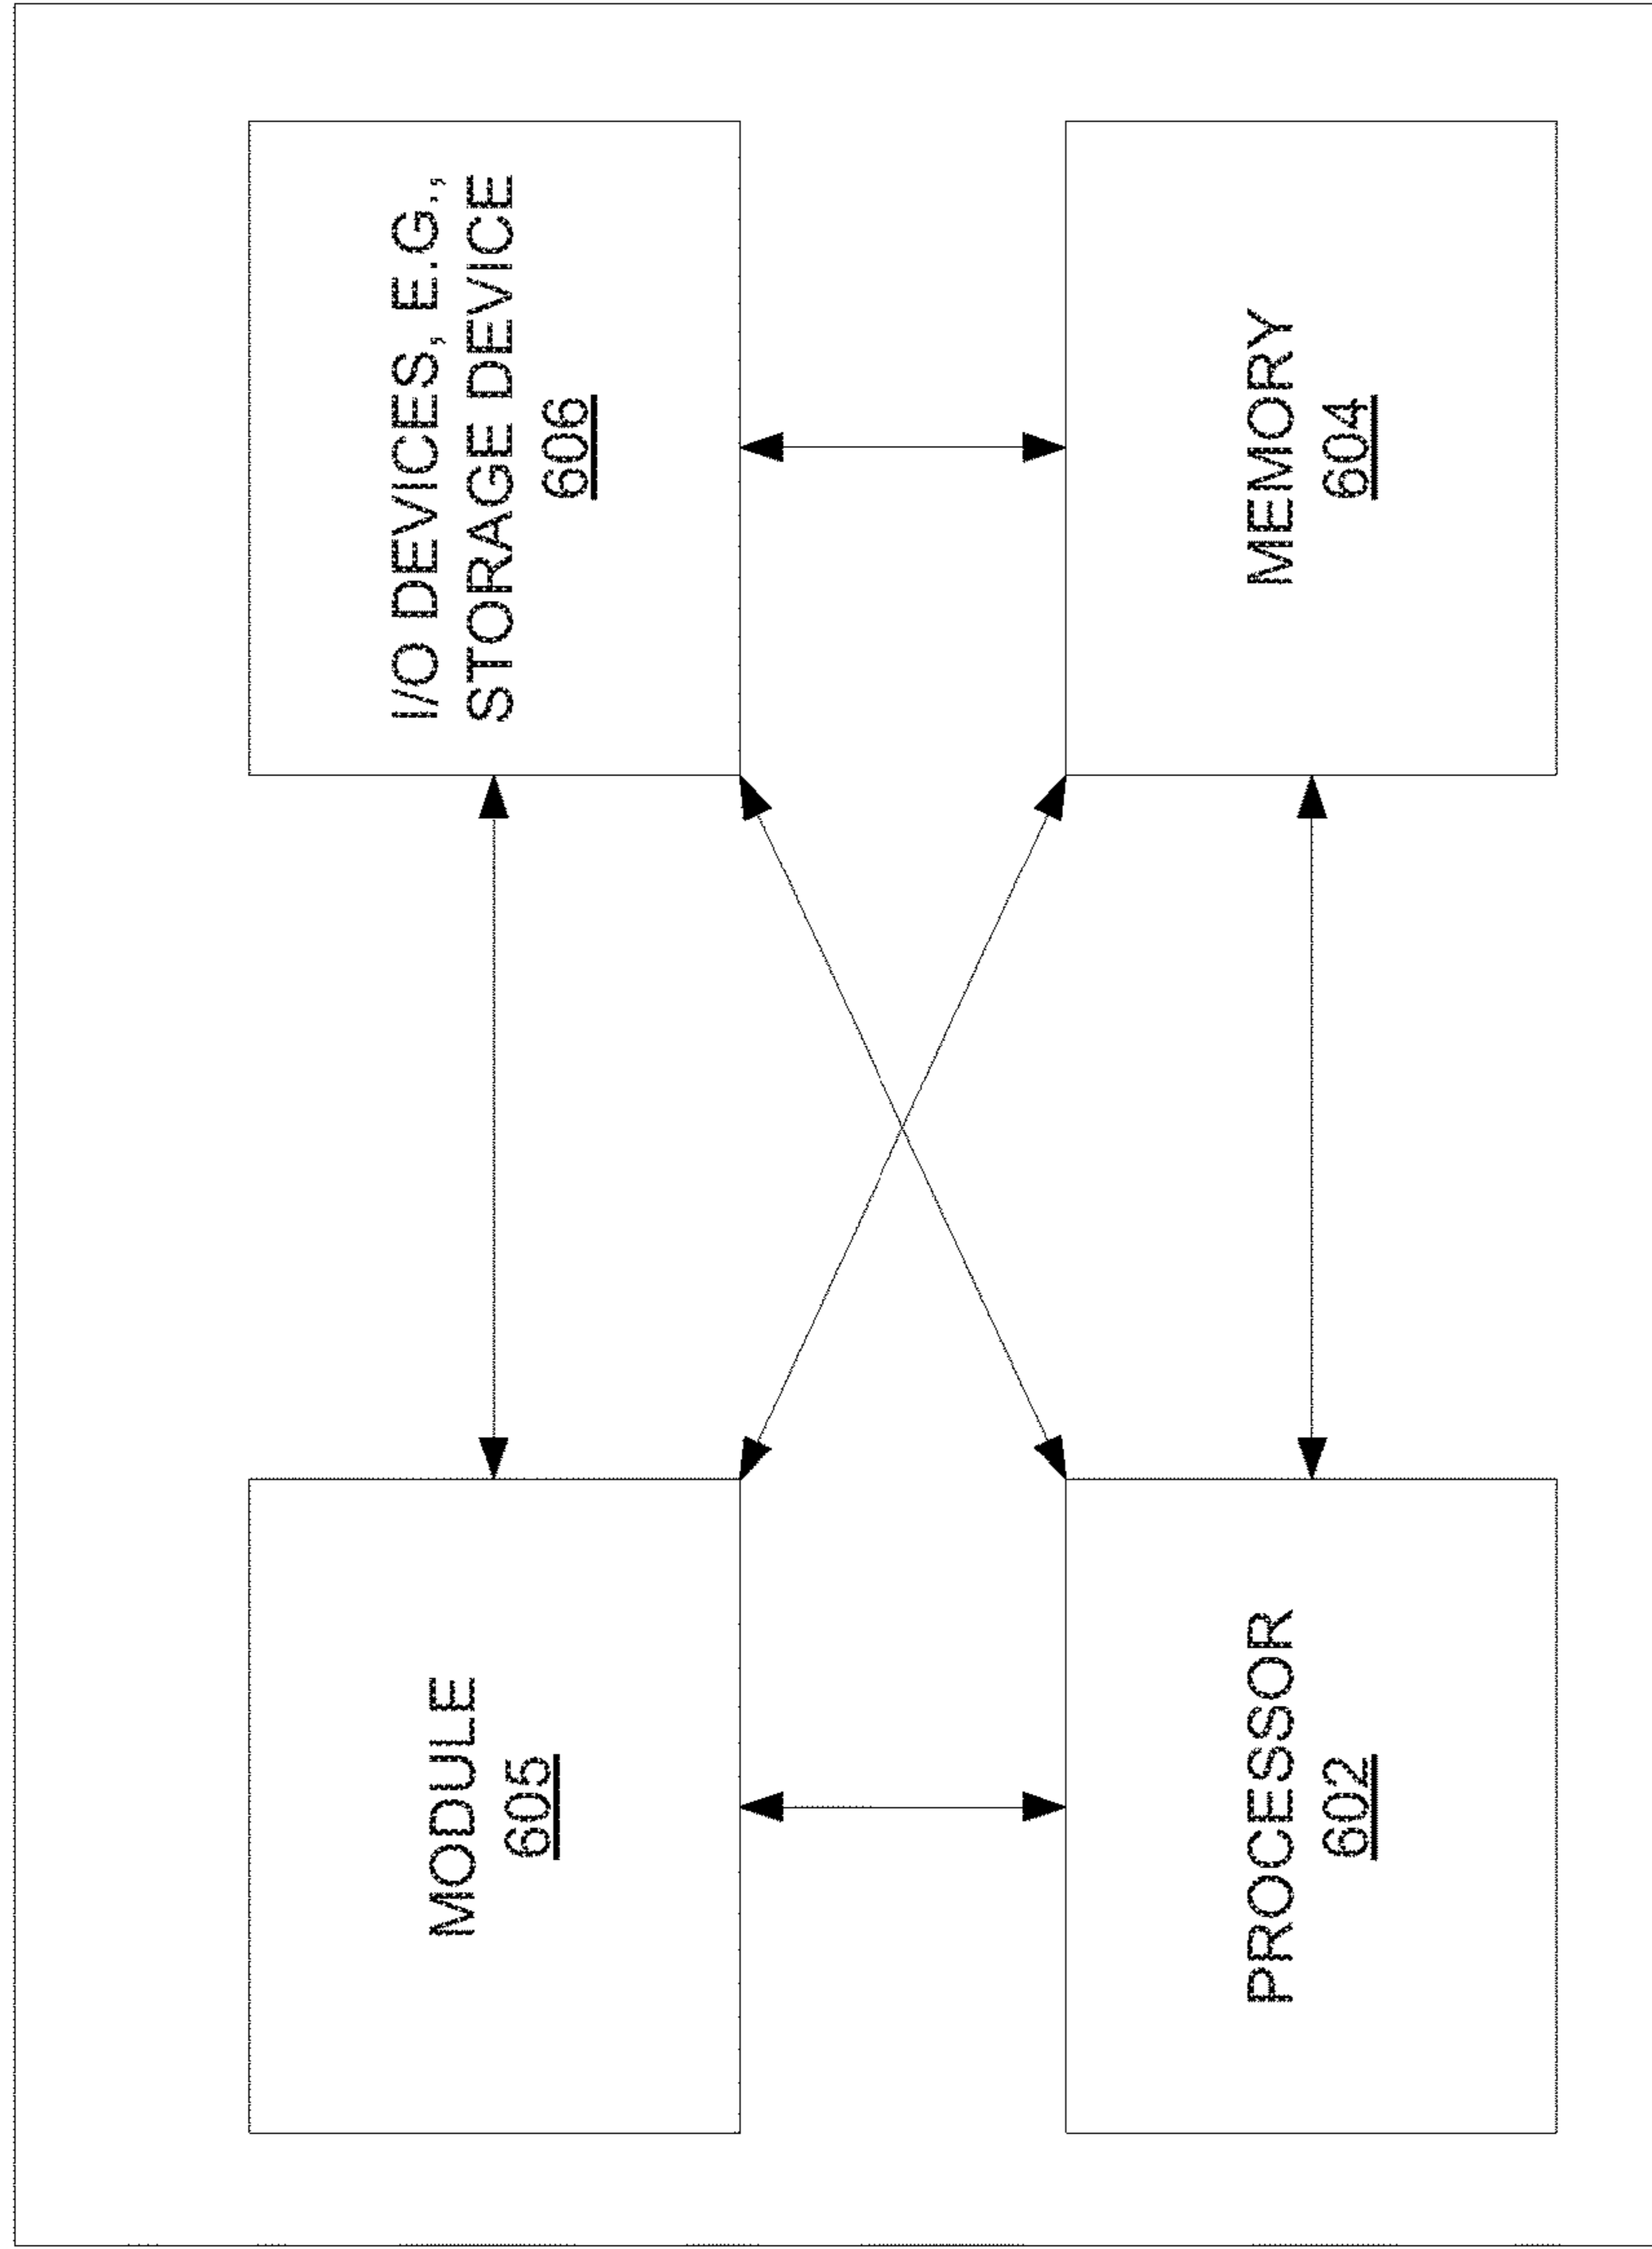 MODULE
605
I/O DEVICES, E.G.,
STORAGE DEVICE
606
PROCESSOR
602
MEMORY
604